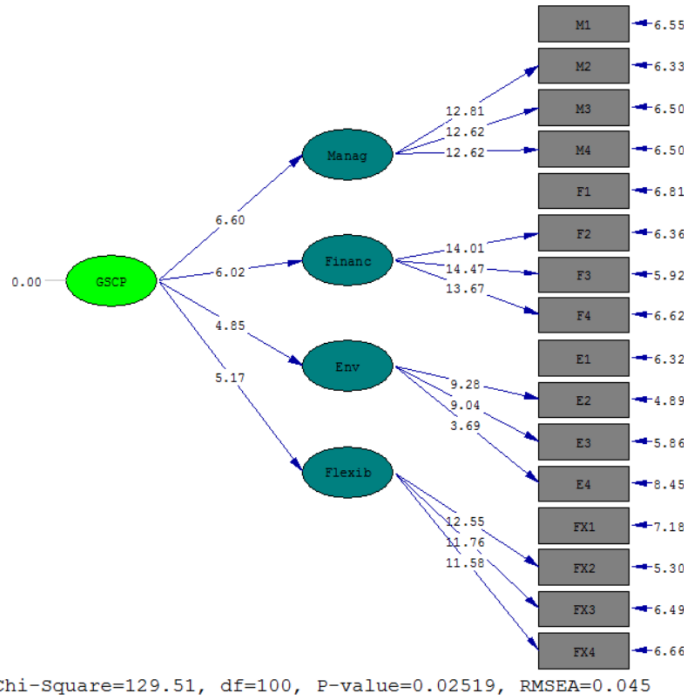 M1 6.55
M2 6.33
12.81
M3 6.50
12.62
Manag 12.62 M4 6.50
F1 6.81
6.60
14.01 F2 6.36
0.00 GSCP 6.02 Financ 14.47 F3 5.92
13.67
F4 6.62
4.85
E1 6.32
Env
5.17 9.28 E2 4.89
9.04
3.69 E3 5.86
Flexib E4 8.45
12.55 FX1 7.18
11.76
11.58 FX2 5.30
FX3 6.49
FX4 6.66
Chi-Square=129.51, df=100, P-value=0.02519, RMSEA=0.045